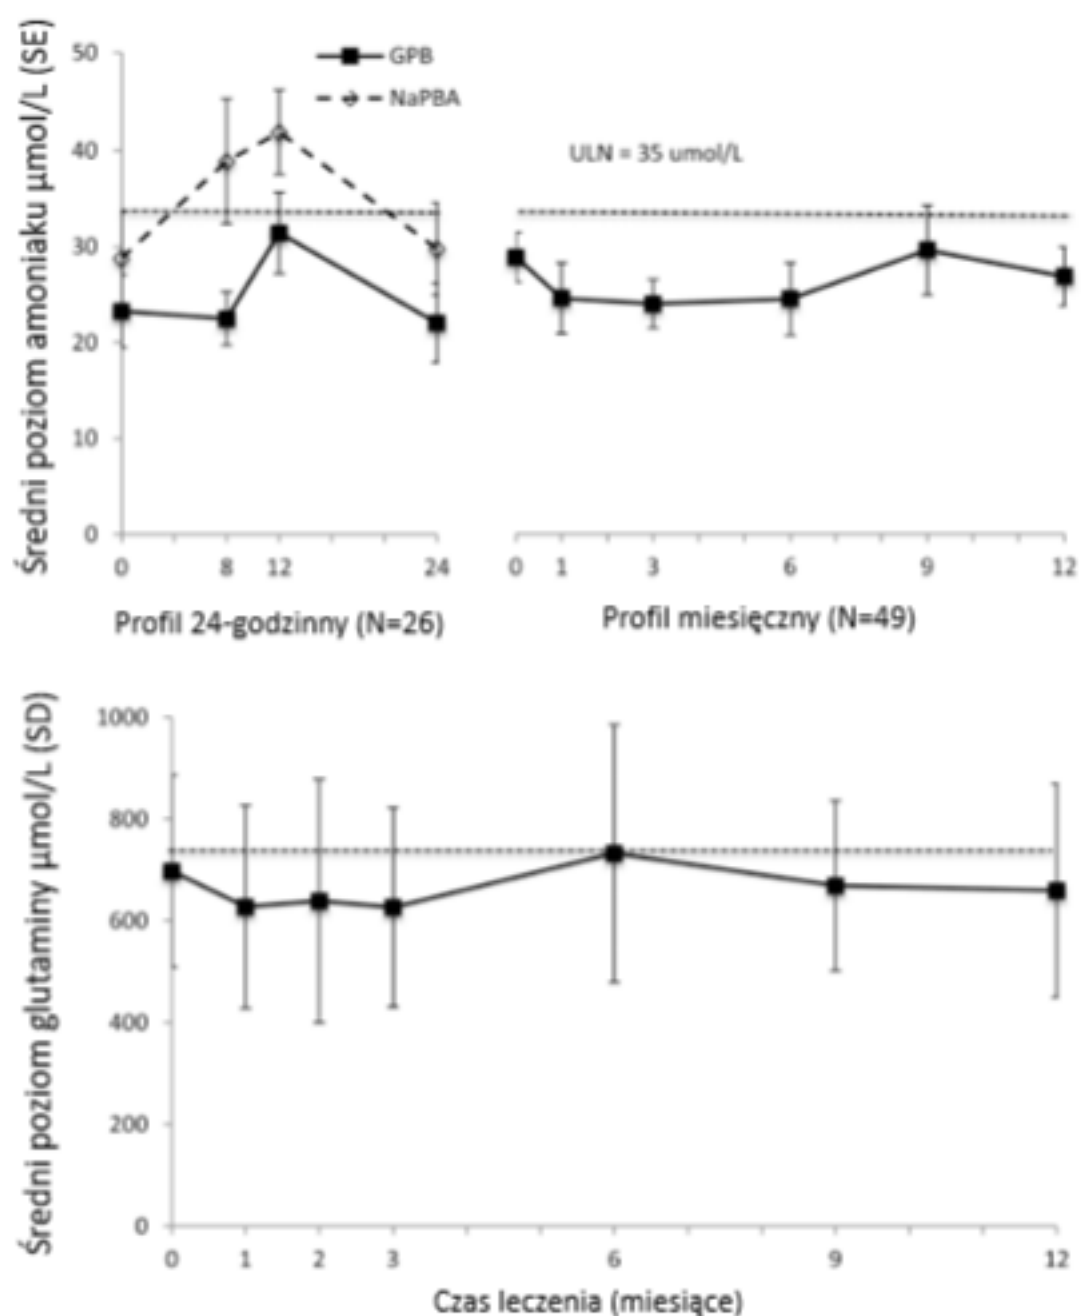 Średni poziom amoniaku µmol/L (SE)
50
40
30
20
10
0
GPB
NaPBA
ULN = 35 umol/L
0 8 12 24
0 1 3 6 9 12
Profil 24-godzinny (N=26)
Profil miesięczny (N=49)
Średni poziom glutaminy µmol/L (SD)
1000
800
600
400
200
0
0 1 2 3 6 9 12
Czas leczenia (miesiące)